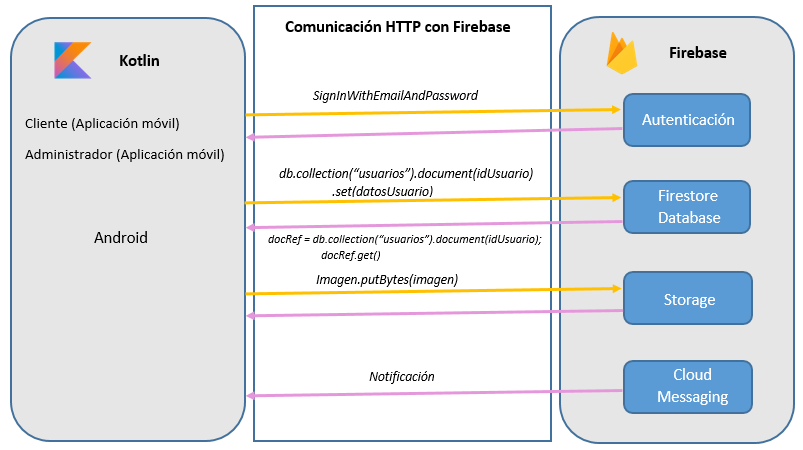 Kotlin
Cliente (Aplicación móvil)
Administrador (Aplicación móvil)
Android
Comunicación HTTP con Firebase
SignInWithEmailAndPassword
db.collection(“usuarios”).document(idUsuario)
.set(datosUsuario)
docRef = db.collection(“usuarios”).document(idUsuario);
docRef.get()
Imagen.putBytes(imagen)
Notificación
Firebase
Autenticación
Firestore
Database
Storage
Cloud
Messaging